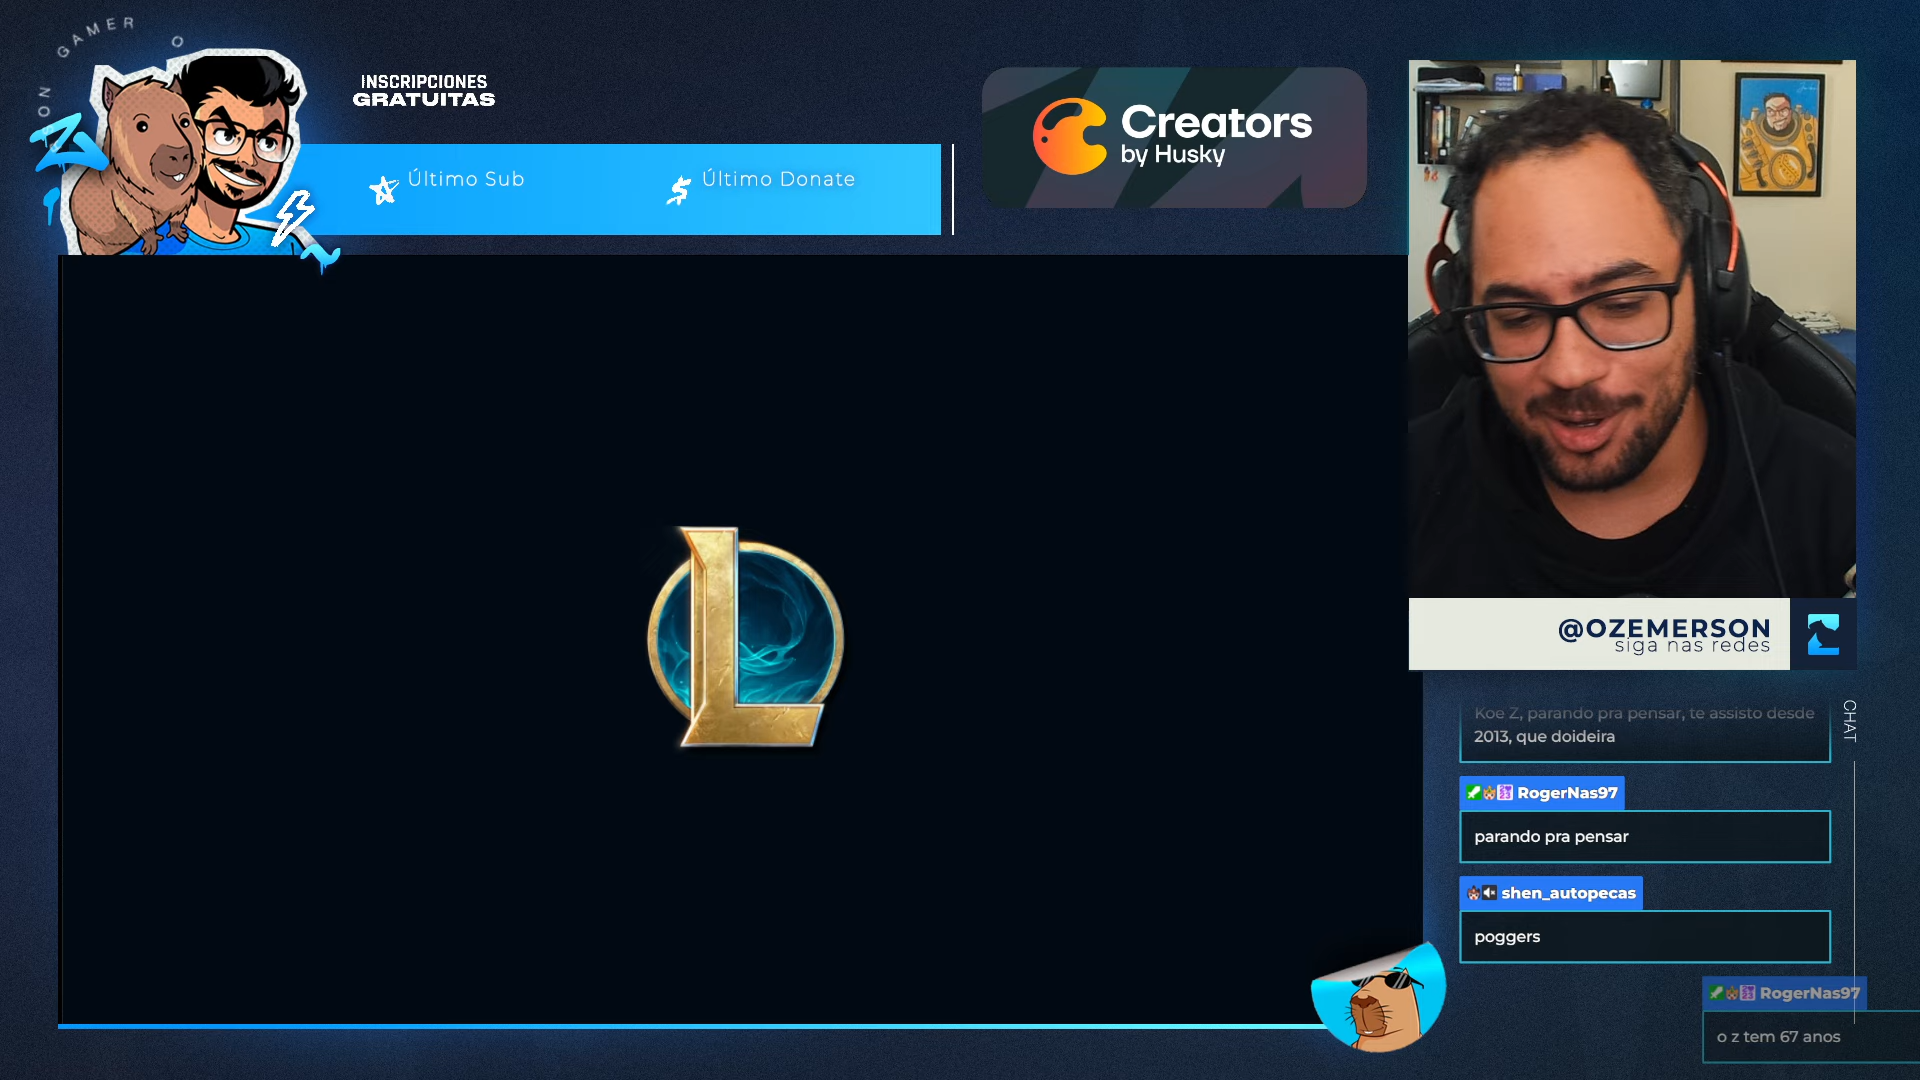 ON GAMER O
INSCRIPCIONES
GRATUITAS
Último Sub
Último Donate
Creators
by Husky
@OZEMERSON
siga nas redes
CHAT
Koe Z, parando pra pensar, te assisto desde
2013, que doideira
RogerNas97
parando pra pensar
shen_autopecas
poggers
RogerNas97
o z tem 67 anos